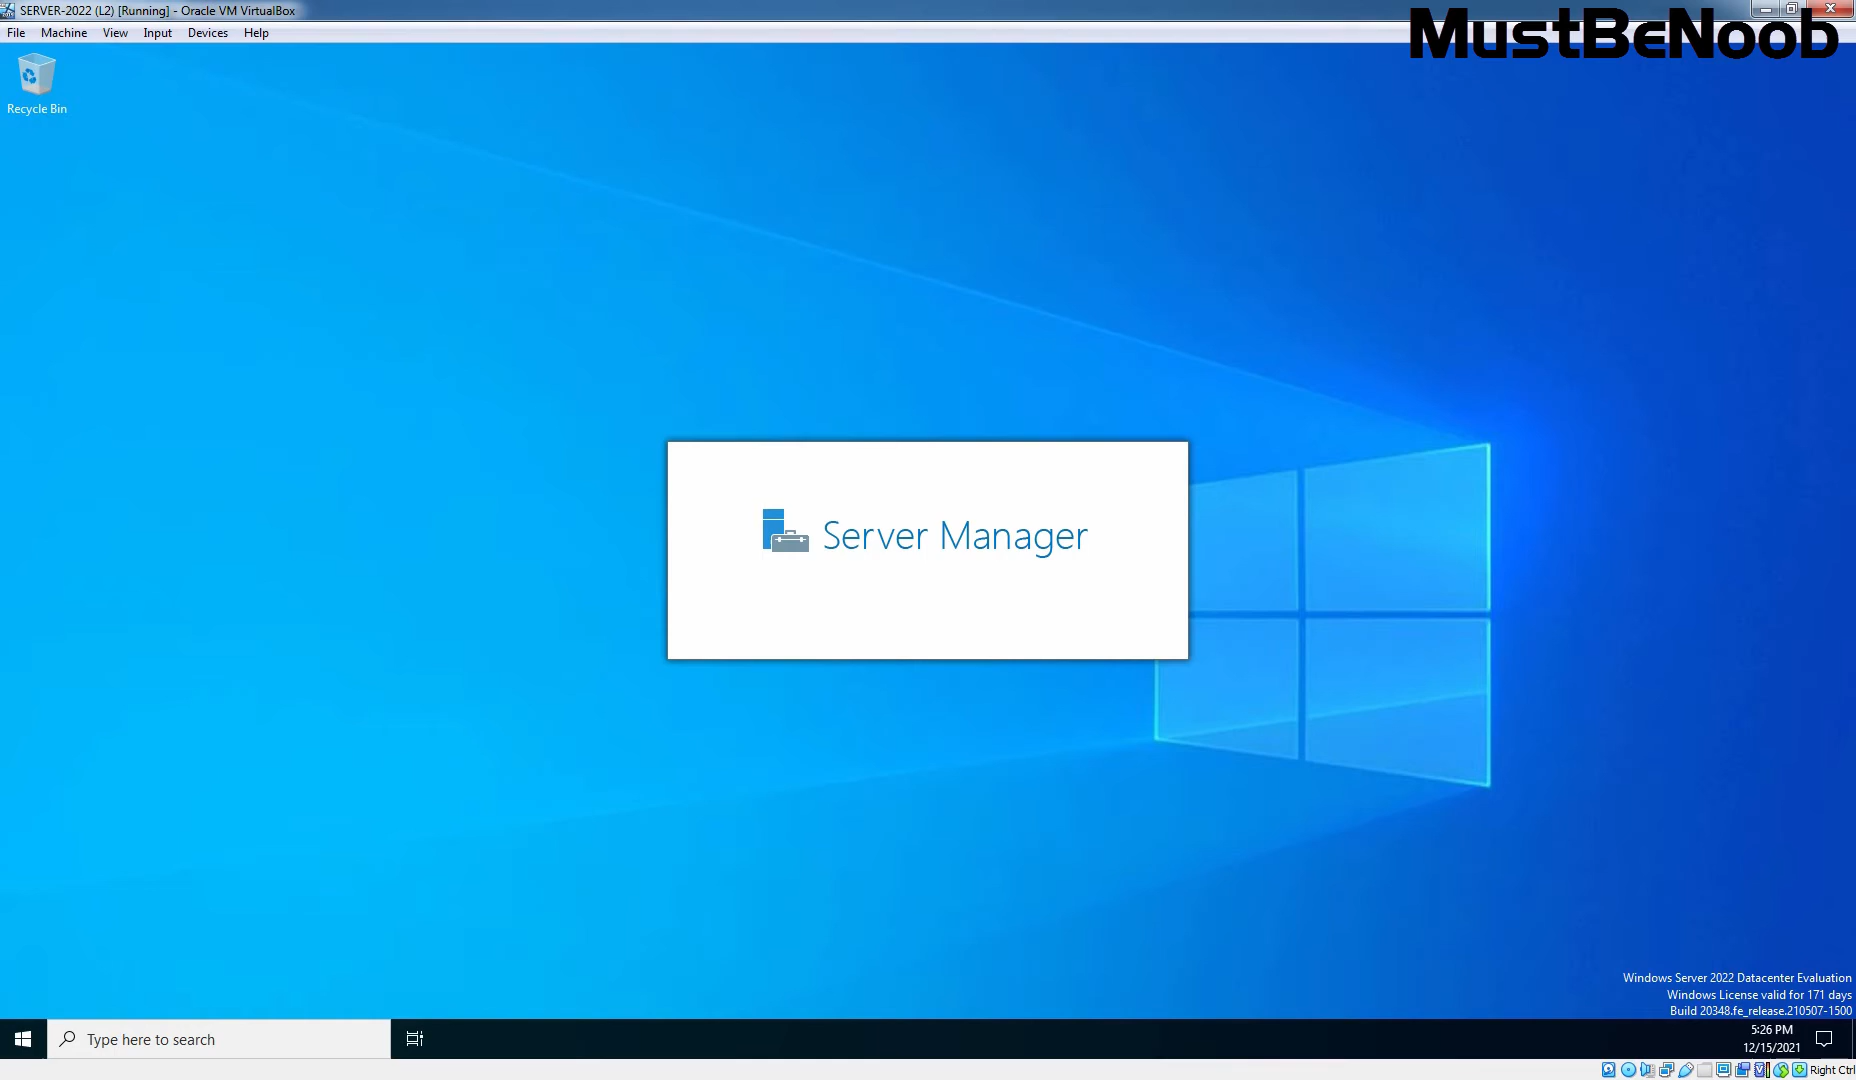 SERVER-2022 (L2) [Running] - Oracle VM VirtualBox
File Machine View Input Devices Help
MustBeNoob
Recycle Bin
Server Manager
Windows Server 2022 Datacenter Evaluation
Windows License valid for 171 days
Build 20348.fe_release.210507-1500
Type here to search
5:26 PM
12/15/2021
Right Ctrl